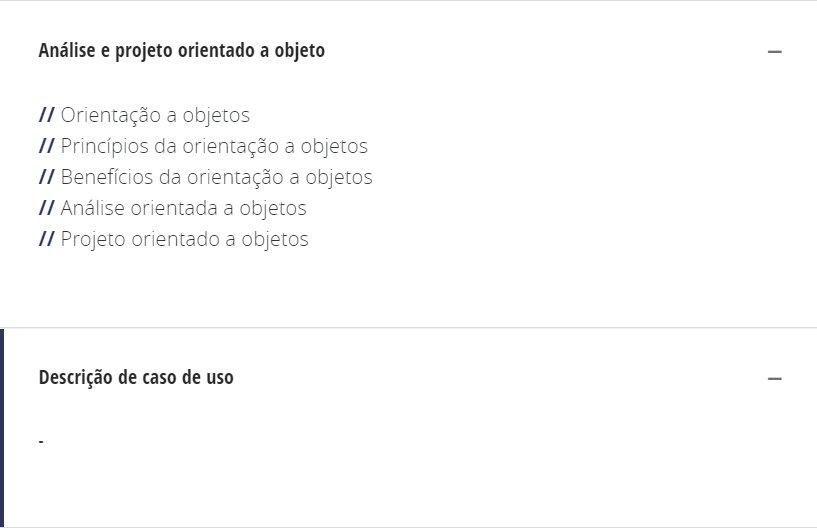 Análise e projeto orientado a objeto
// Orientação a objetos
// Princípios da orientação a objetos
// Benefícios da orientação a objetos
// Análise orientada a objetos
// Projeto orientado a objetos
Descrição de caso de uso
-